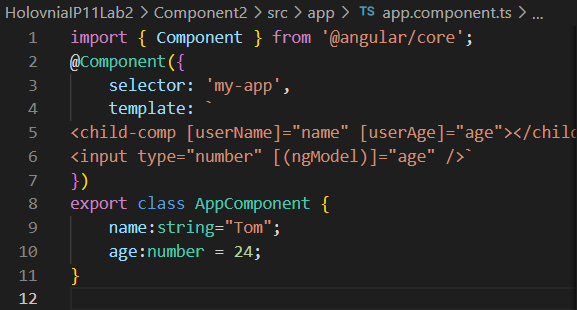 HolovniaIP11Lab2 > Component2 > src > app > TS app.component.ts > ...
1 import { Component } from '@angular/core';
2 @Component({
3     selector: 'my-app',
4     template: `
5 <child-comp [userName]="name" [userAge]="age"></child
6 <input type="number" [(ngModel)]="age" />`
7 })
8 export class AppComponent {
9     name:string="Tom";
10     age:number = 24;
11 }
12